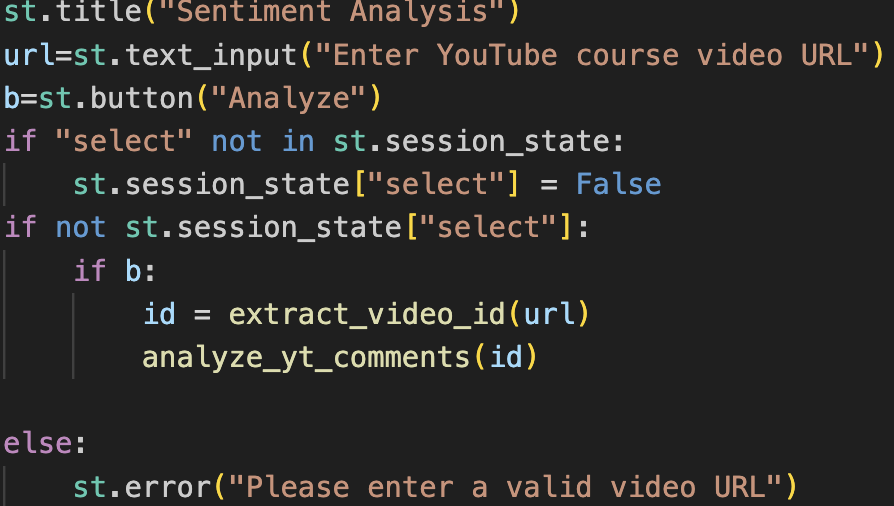 st.title("Sentiment Analysis")
url=st.text_input("Enter YouTube course video URL")
b=st.button("Analyze")
if "select" not in st.session_state:
    st.session_state["select"] = False
if not st.session_state["select"]:
    if b:
        id = extract_video_id(url)
        analyze_yt_comments(id)

else:
    st.error("Please enter a valid video URL")